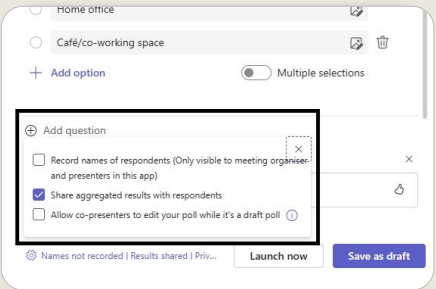 Home office
Café/co-working space
Add option
Multiple selections
Add question
Record names of respondents (Only visible to meeting organiser
and presenters in this app)
Share aggregated results with respondents
Allow co-presenters to edit your poll while it's a draft poll
Names not recorded | Results shared | Priv...
Launch now
Save as draft